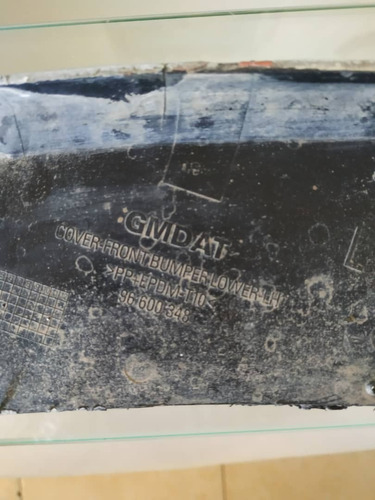 GMDAT
COVER-FRONT BUMPER LOWER-LH
>PP+EPDM-T10<
96 600 348
L